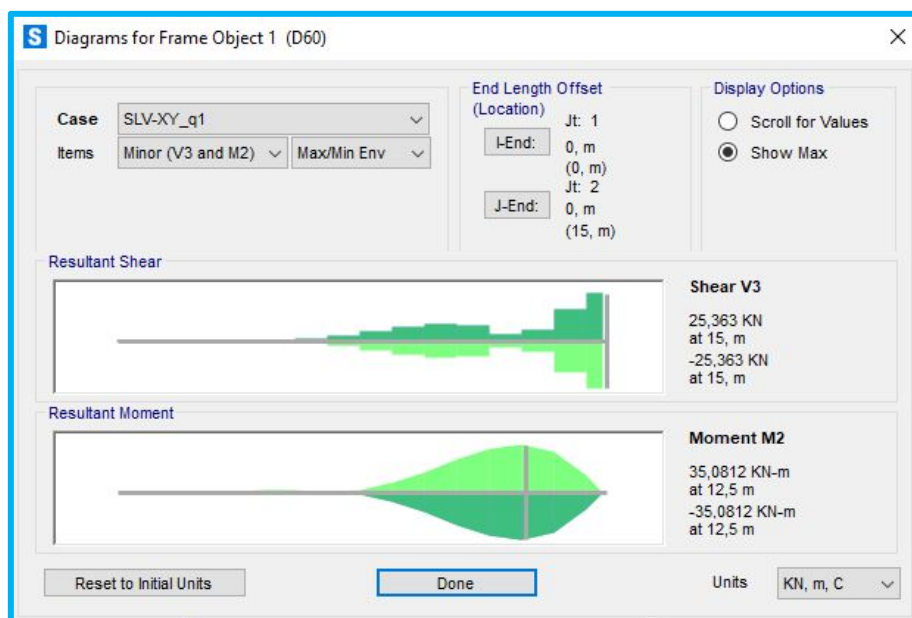 S Diagrams for Frame Object 1 (D60)
Case SLV-XY_q1
Items Minor (V3 and M2) Max/Min Env
End Length Offset
(Location)
Jt: 1
I-End: 0, m
(0, m)
Jt: 2
J-End: 0, m
(15, m)
Display Options
Scroll for Values
Show Max
Resultant Shear
Shear V3
25,363 KN
at 15, m
-25,363 KN
at 15, m
Resultant Moment
Moment M2
35,0812 KN-m
at 12,5 m
-35,0812 KN-m
at 12,5 m
Reset to Initial Units Done Units KN, m, C